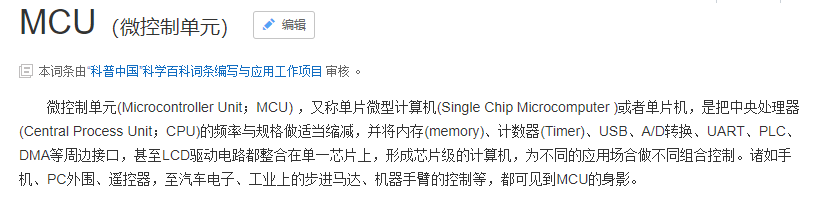 MCU（微控制单元） 编辑
本词条由“科普中国”科学百科词条编写与应用工作项目 审核 。
微控制单元(Microcontroller Unit；MCU) ，又称单片微型计算机(Single Chip Microcomputer )或者单片机，是把中央处理器
(Central Process Unit；CPU)的频率与规格做适当缩减，并将内存(memory)、计数器(Timer)、USB、A/D转换、UART、PLC、
DMA等周边接口，甚至LCD驱动电路都整合在单一芯片上，形成芯片级的计算机，为不同的应用场合做不同组合控制。诸如手
机、PC外围、遥控器，至汽车电子、工业上的步进马达、机器手臂的控制等，都可见到MCU的身影。